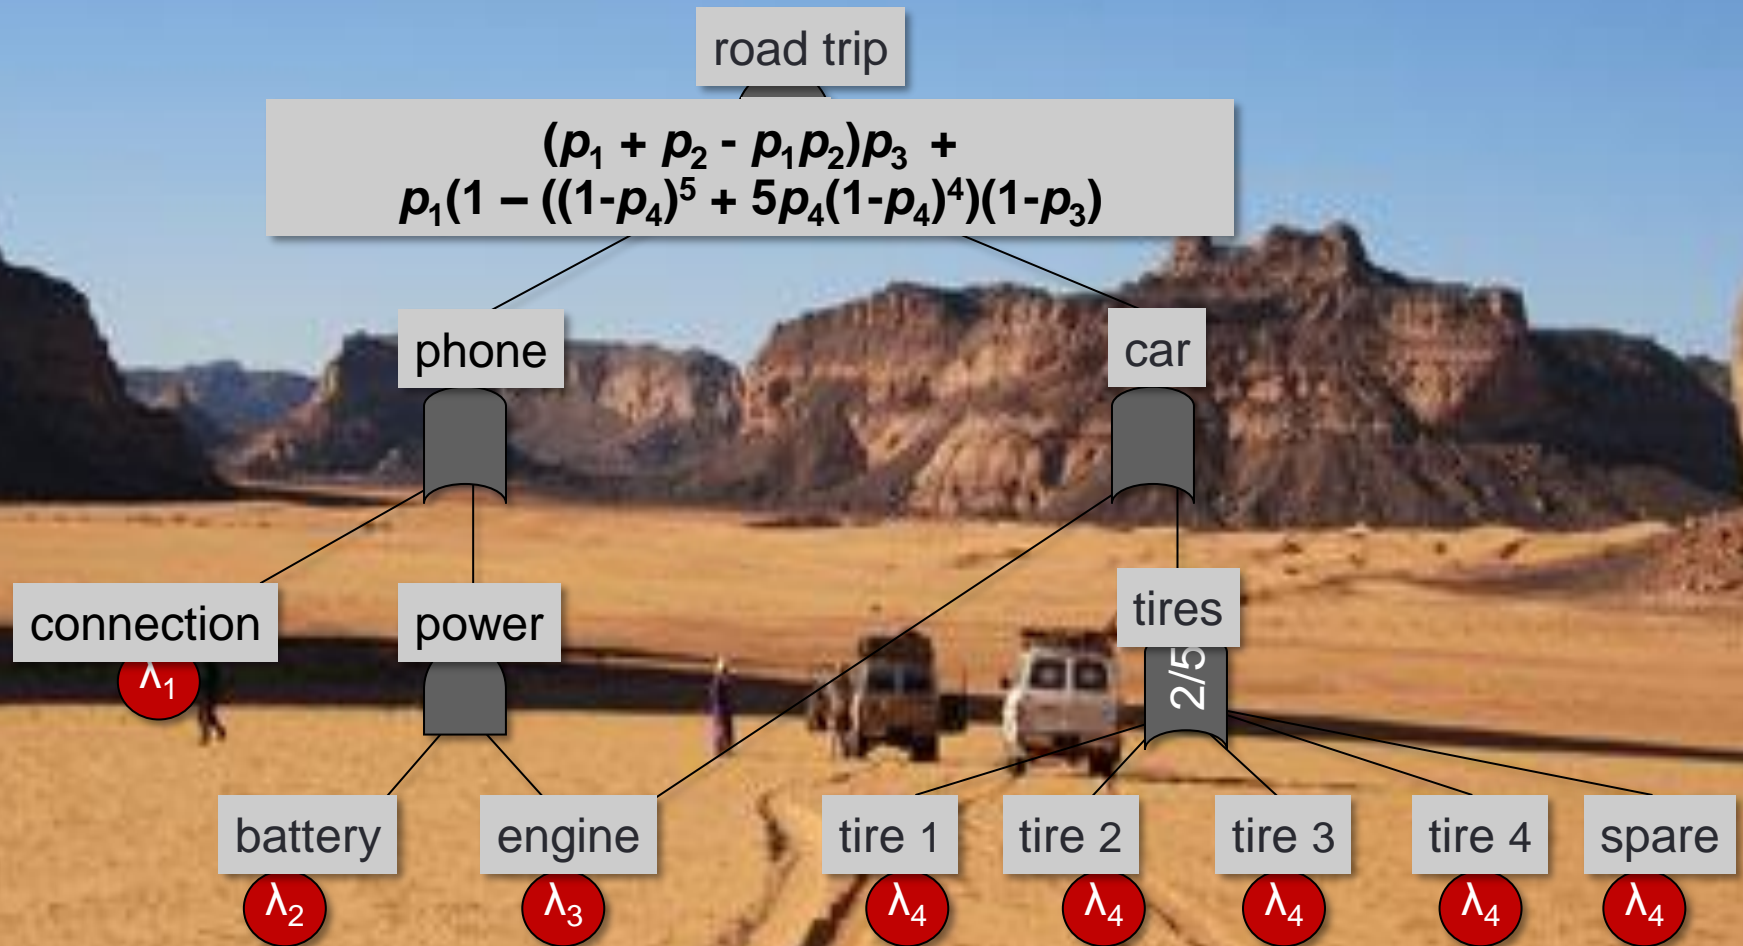 road trip
(p₁ + p₂ - p₁p₂)p₃ +
p₁(1 – ((1-p₄)⁵ + 5p₄(1-p₄)⁴)(1-p₃)
phone
car
connection
power
tires
λ₁
2/5
battery
engine
tire 1
tire 2
tire 3
tire 4
spare
λ₂
λ₃
λ₄
λ₄
λ₄
λ₄
λ₄